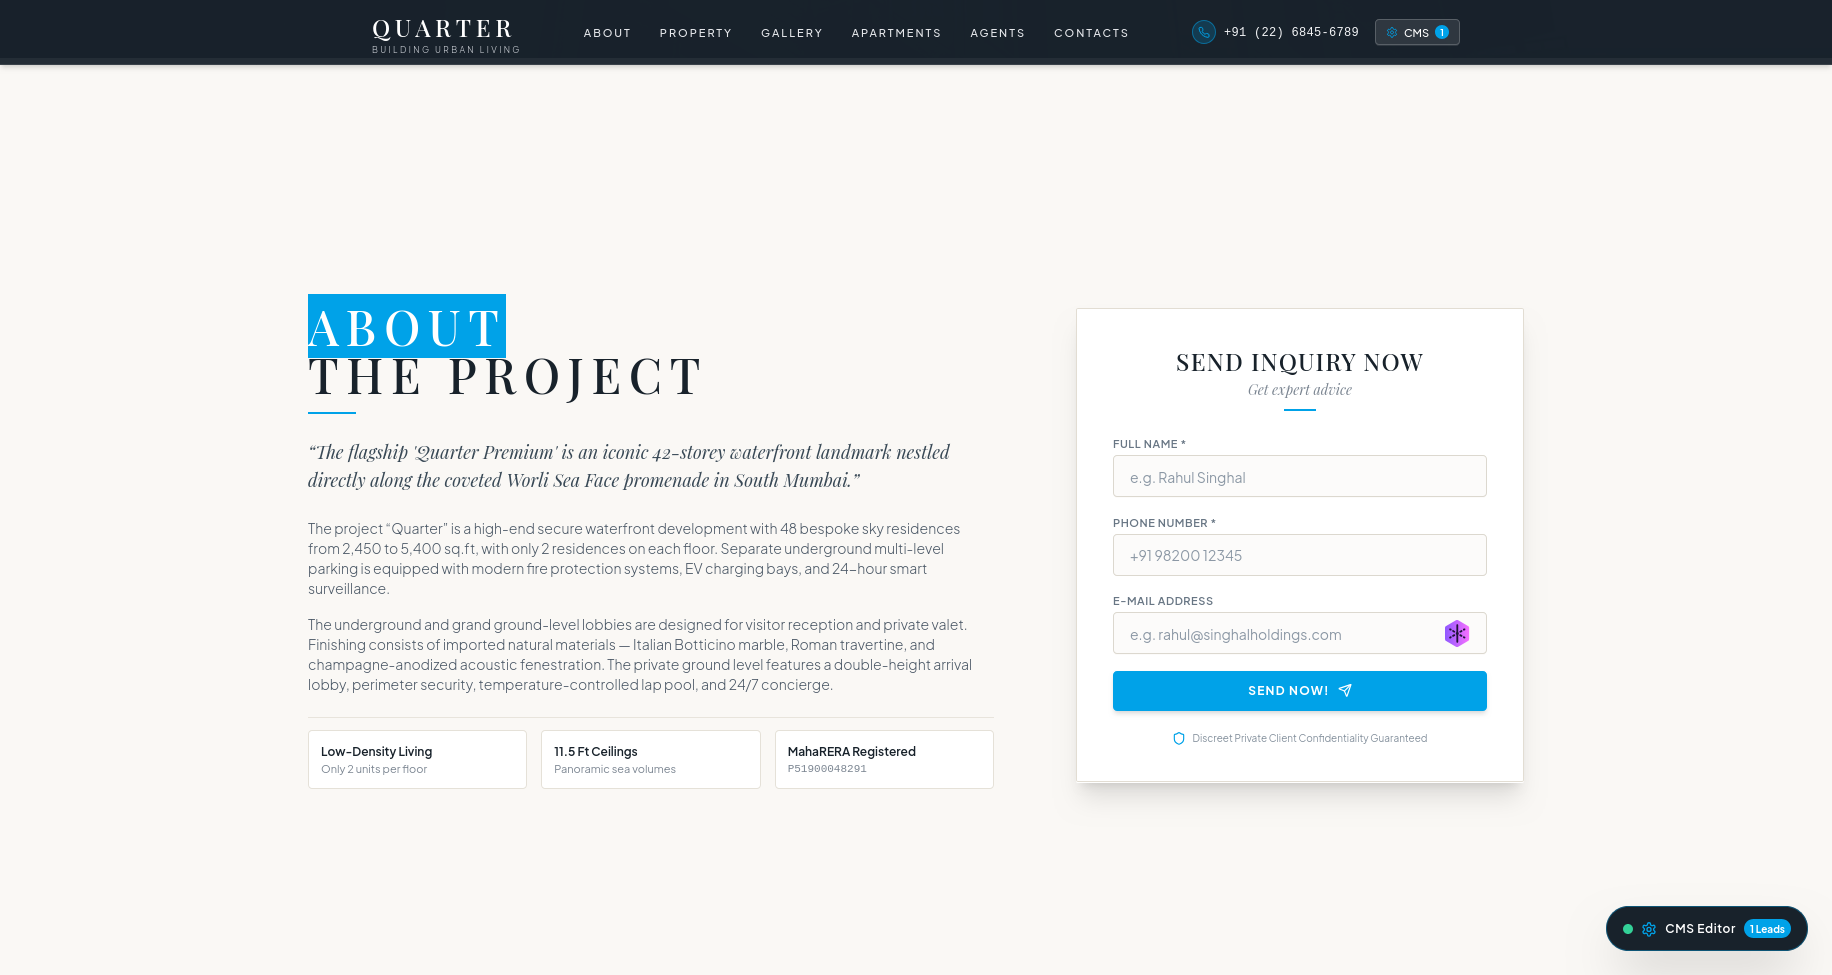 QUARTER
BUILDING URBAN LIVING
ABOUT
PROPERTY
GALLERY
APARTMENTS
AGENTS
CONTACTS
+91 (22) 6845-6789
CMS 1
ABOUT
THE PROJECT
“The flagship 'Quarter Premium' is an iconic 42-storey waterfront landmark nestled
directly along the coveted Worli Sea Face promenade in South Mumbai.”
The project “Quarter” is a high-end secure waterfront development with 48 bespoke sky residences
from 2,450 to 5,400 sq.ft, with only 2 residences on each floor. Separate underground multi-level
parking is equipped with modern fire protection systems, EV charging bays, and 24-hour smart
surveillance.
The underground and grand ground-level lobbies are designed for visitor reception and private valet.
Finishing consists of imported natural materials — Italian Botticino marble, Roman travertine, and
champagne-anodized acoustic fenestration. The private ground level features a double-height arrival
lobby, perimeter security, temperature-controlled lap pool, and 24/7 concierge.
Low-Density Living
Only 2 units per floor
11.5 Ft Ceilings
Panoramic sea volumes
MahaRERA Registered
P51900048291
SEND INQUIRY NOW
Get expert advice
FULL NAME *
e.g. Rahul Singhal
PHONE NUMBER *
+91 98200 12345
E-MAIL ADDRESS
e.g. rahul@singhalholdings.com
SEND NOW!
Discreet Private Client Confidentiality Guaranteed
CMS Editor 1 Leads